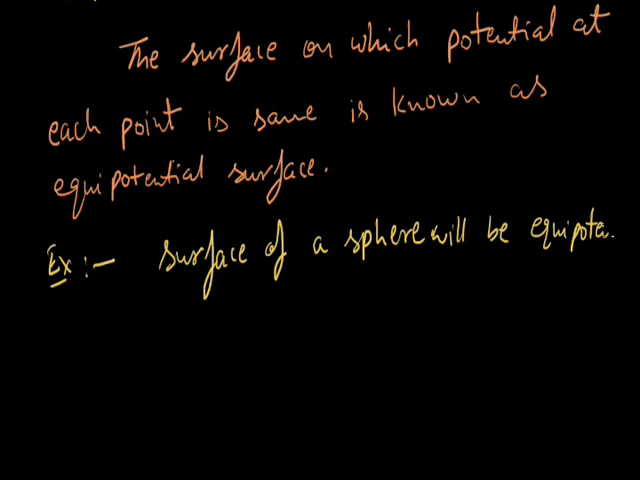 The surface on which potential at
each point is same is known as
equipotential surface.
Ex :- surface of a sphere will be equipote